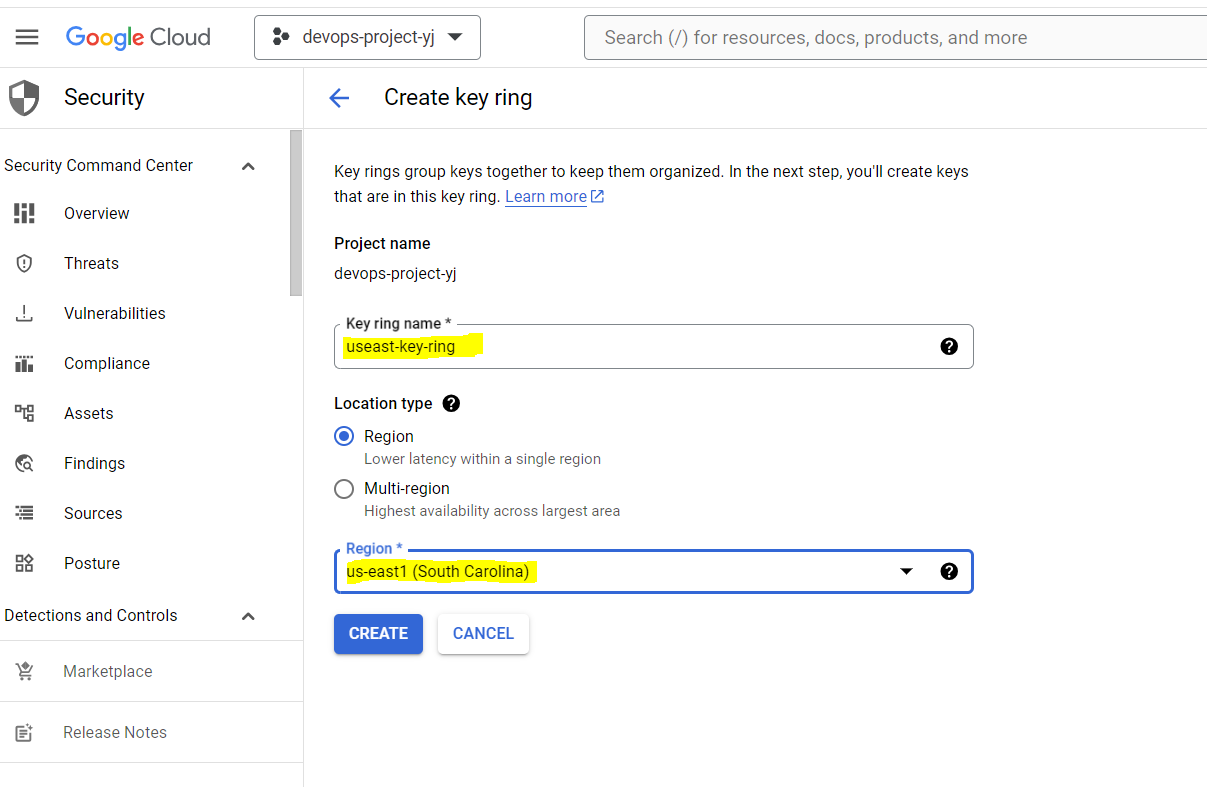 Google Cloud
devops-project-yj
Search (/) for resources, docs, products, and more
Security
Create key ring
Security Command Center
Overview
Threats
Vulnerabilities
Compliance
Assets
Findings
Sources
Posture
Detections and Controls
Marketplace
Release Notes
Key rings group keys together to keep them organized. In the next step, you'll create keys
that are in this key ring. Learn more
Project name
devops-project-yj
Key ring name *
useast-key-ring
Location type
Region
Lower latency within a single region
Multi-region
Highest availability across largest area
Region *
us-east1 (South Carolina)
CREATE
CANCEL